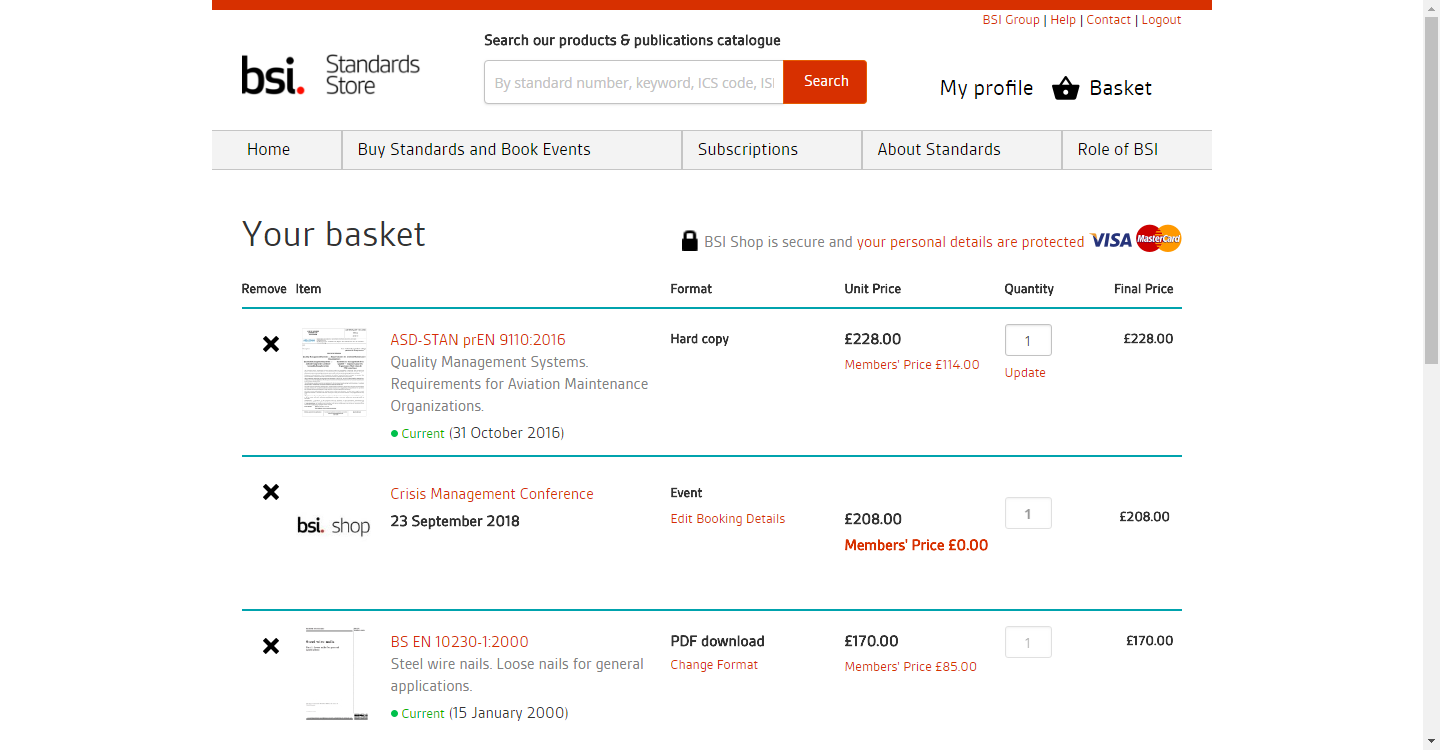 BSI Group | Help | Contact | Logout
Search our products & publications catalogue
bsi. Standards Store
By standard number, keyword, ICS code, ISI
Search
My profile
Basket
Home
Buy Standards and Book Events
Subscriptions
About Standards
Role of BSI
Your basket
BSI Shop is secure and your personal details are protected
VISA
MasterCard
Remove Item Format Unit Price Quantity Final Price
ASD-STAN prEN 9110:2016
Quality Management Systems.
Requirements for Aviation Maintenance
Organizations.
Current (31 October 2016)
Hard copy
£228.00
Members' Price £114.00
1
Update
£228.00
bsi. shop
Crisis Management Conference
23 September 2018
Event
Edit Booking Details
£208.00
Members' Price £0.00
1
£208.00
BS EN 10230-1:2000
Steel wire nails. Loose nails for general
applications.
Current (15 January 2000)
PDF download
Change Format
£170.00
Members' Price £85.00
1
£170.00